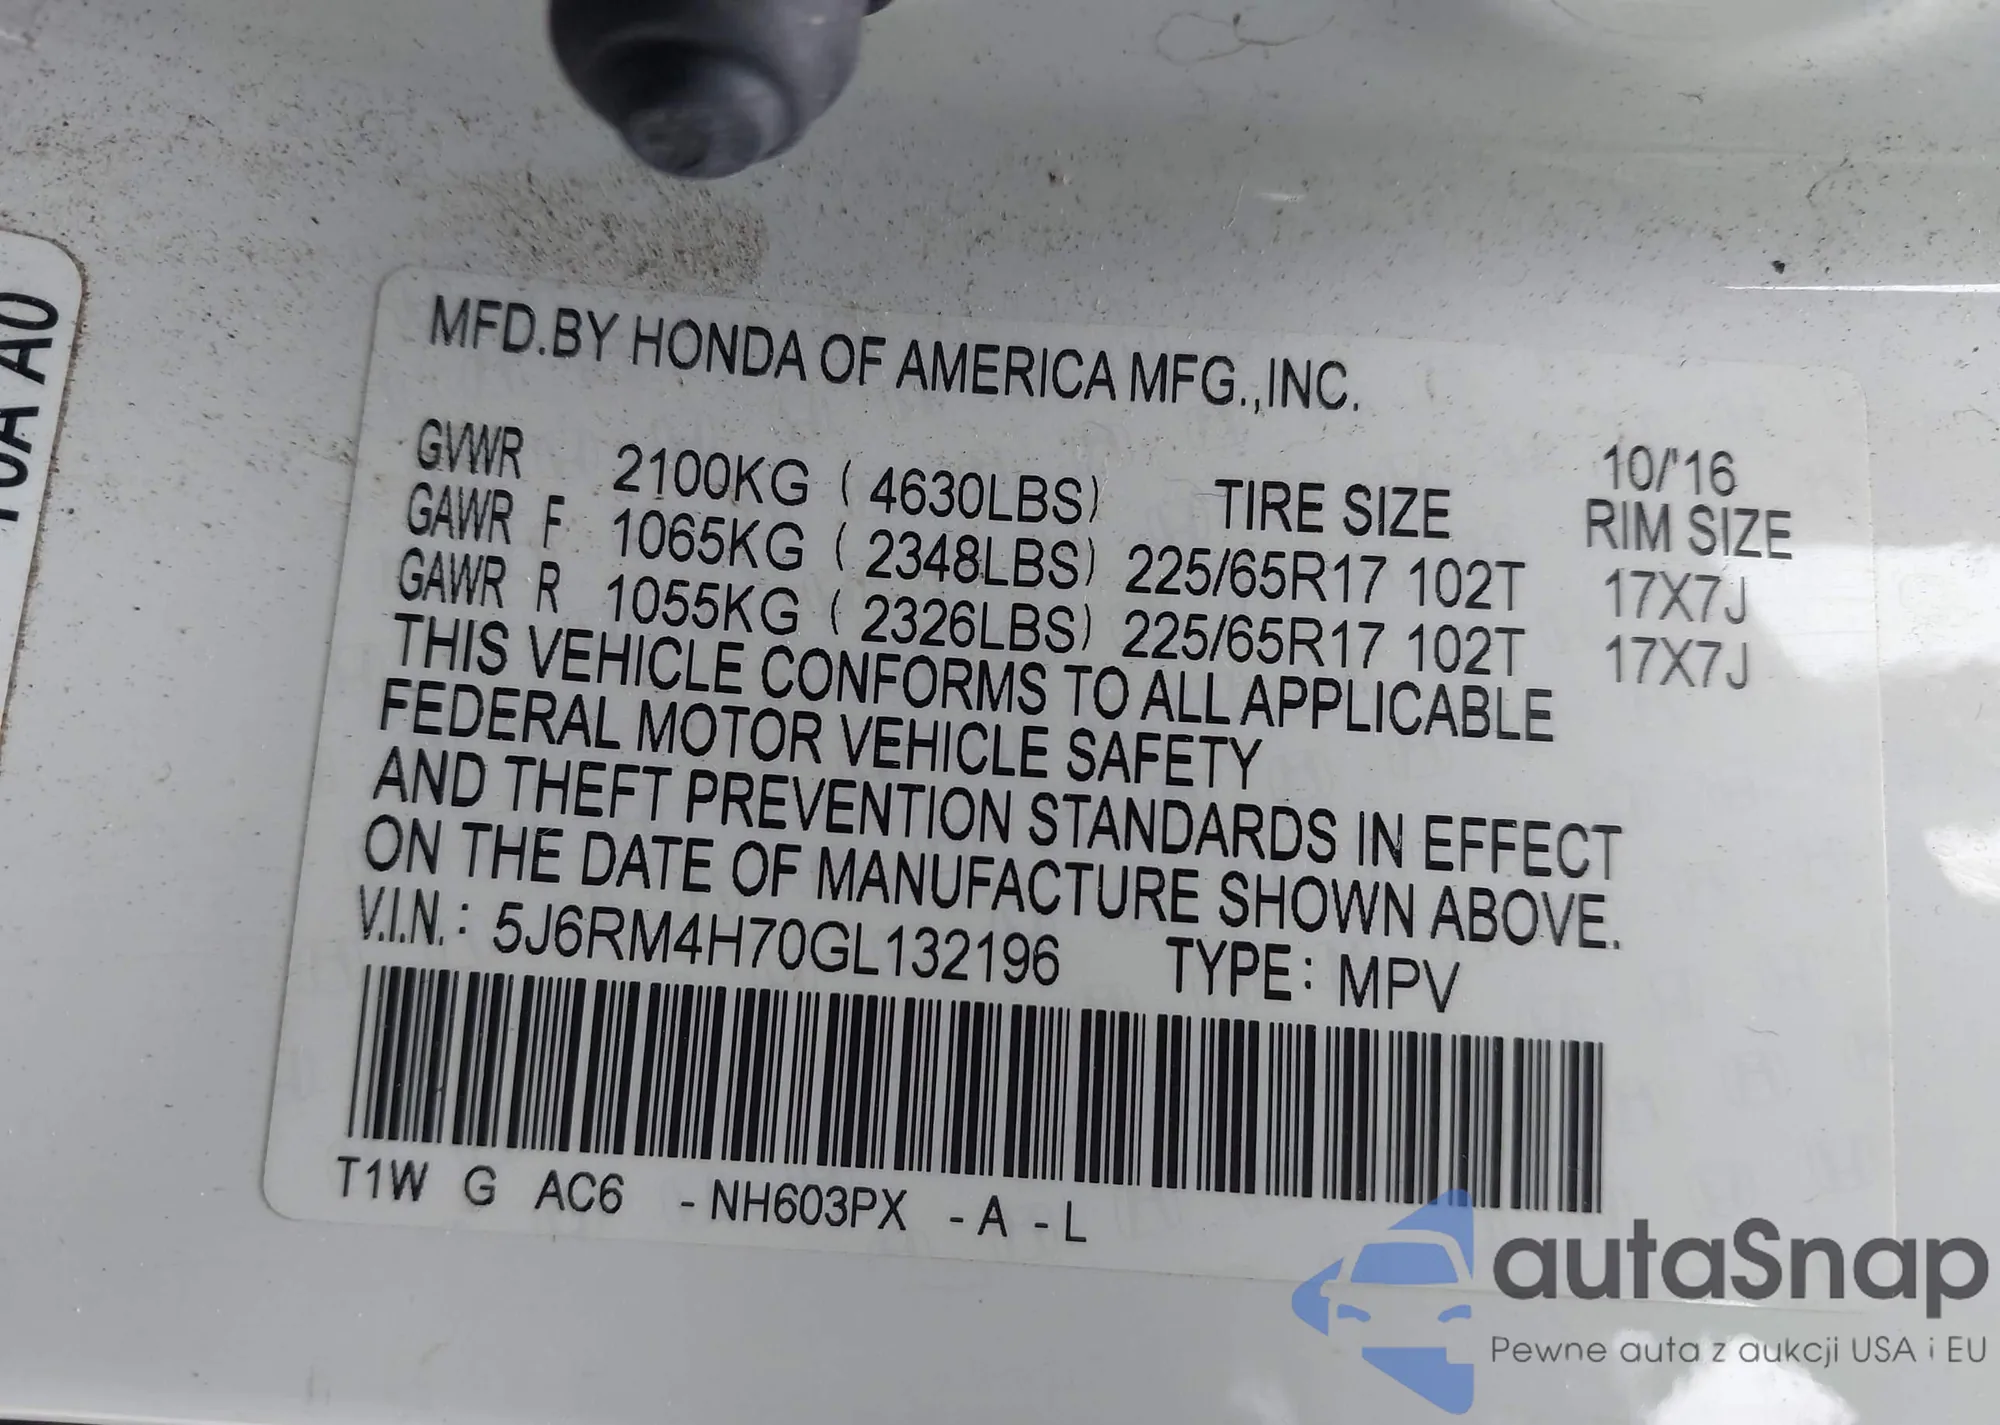 MFD.BY HONDA OF AMERICA MFG.,INC.
10/'16
GVWR 2100KG ( 4630LBS) TIRE SIZE RIM SIZE
GAWR F 1065KG ( 2348LBS) 225/65R17 102T 17X7J
GAWR R 1055KG ( 2326LBS) 225/65R17 102T 17X7J
THIS VEHICLE CONFORMS TO ALL APPLICABLE
FEDERAL MOTOR VEHICLE SAFETY
AND THEFT PREVENTION STANDARDS IN EFFECT
ON THE DATE OF MANUFACTURE SHOWN ABOVE.
V.I.N.: 5J6RM4H70GL132196 TYPE: MPV
T1W G AC6 -NH603PX -A -L
autaSnap
Pewne auta z aukcji USA i EU